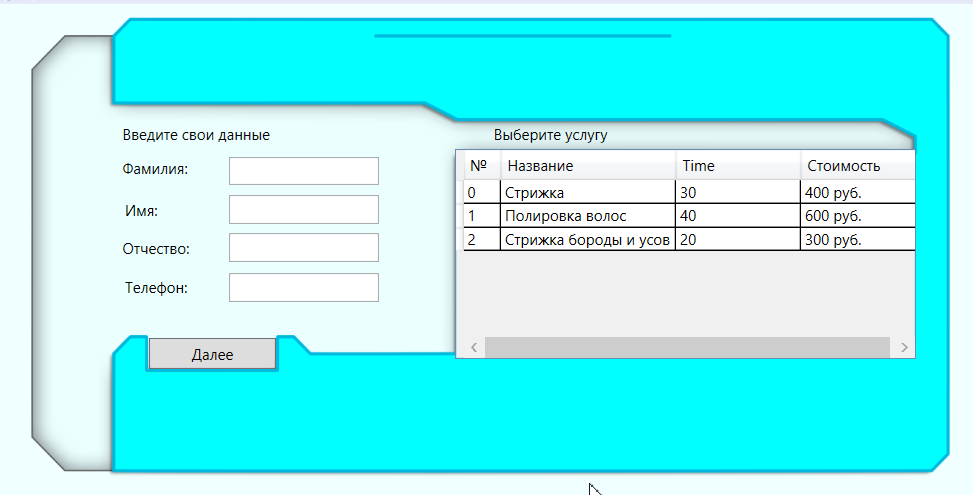 Введите свои данные
Фамилия:
Имя:
Отчество:
Телефон:
Далее
Выберите услугу
№ Название Time Стоимость
0 Стрижка 30 400 руб.
1 Полировка волос 40 600 руб.
2 Стрижка бороды и усов 20 300 руб.